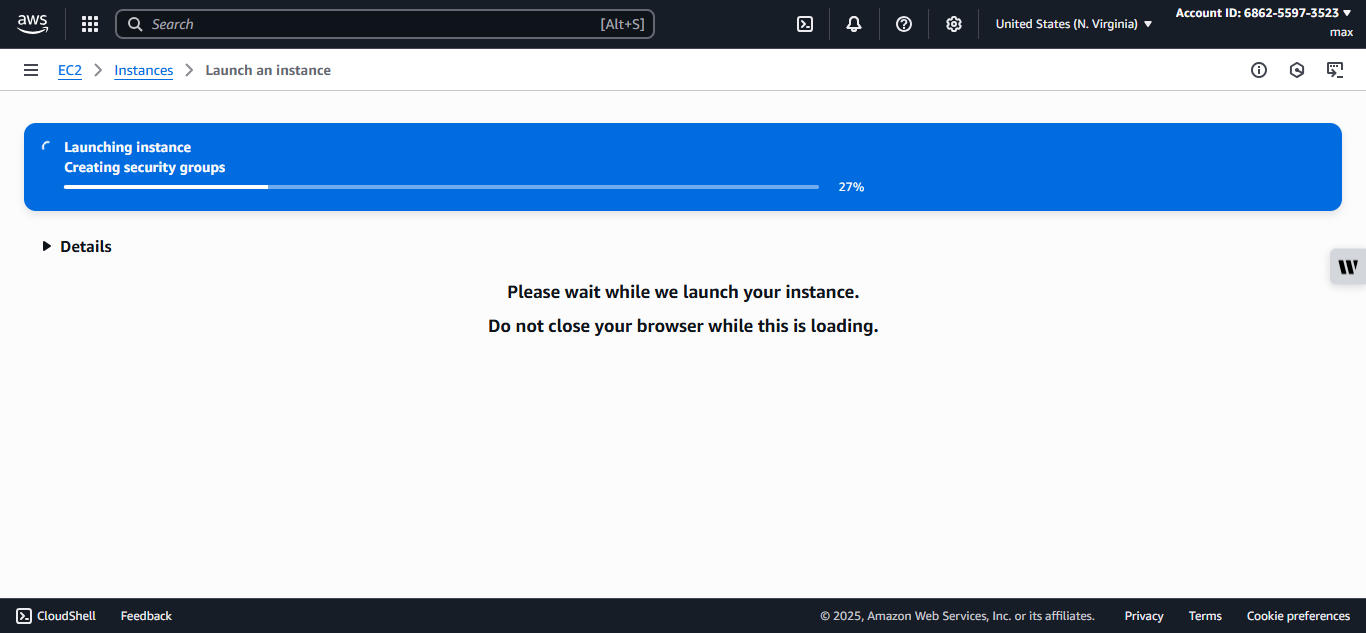 aws
Search [Alt+S]
United States (N. Virginia)
Account ID: 6862-5597-3523
max
EC2 Instances Launch an instance
Launching instance
Creating security groups
27%
Details
Please wait while we launch your instance.
Do not close your browser while this is loading.
CloudShell Feedback © 2025, Amazon Web Services, Inc. or its affiliates. Privacy Terms Cookie preferences